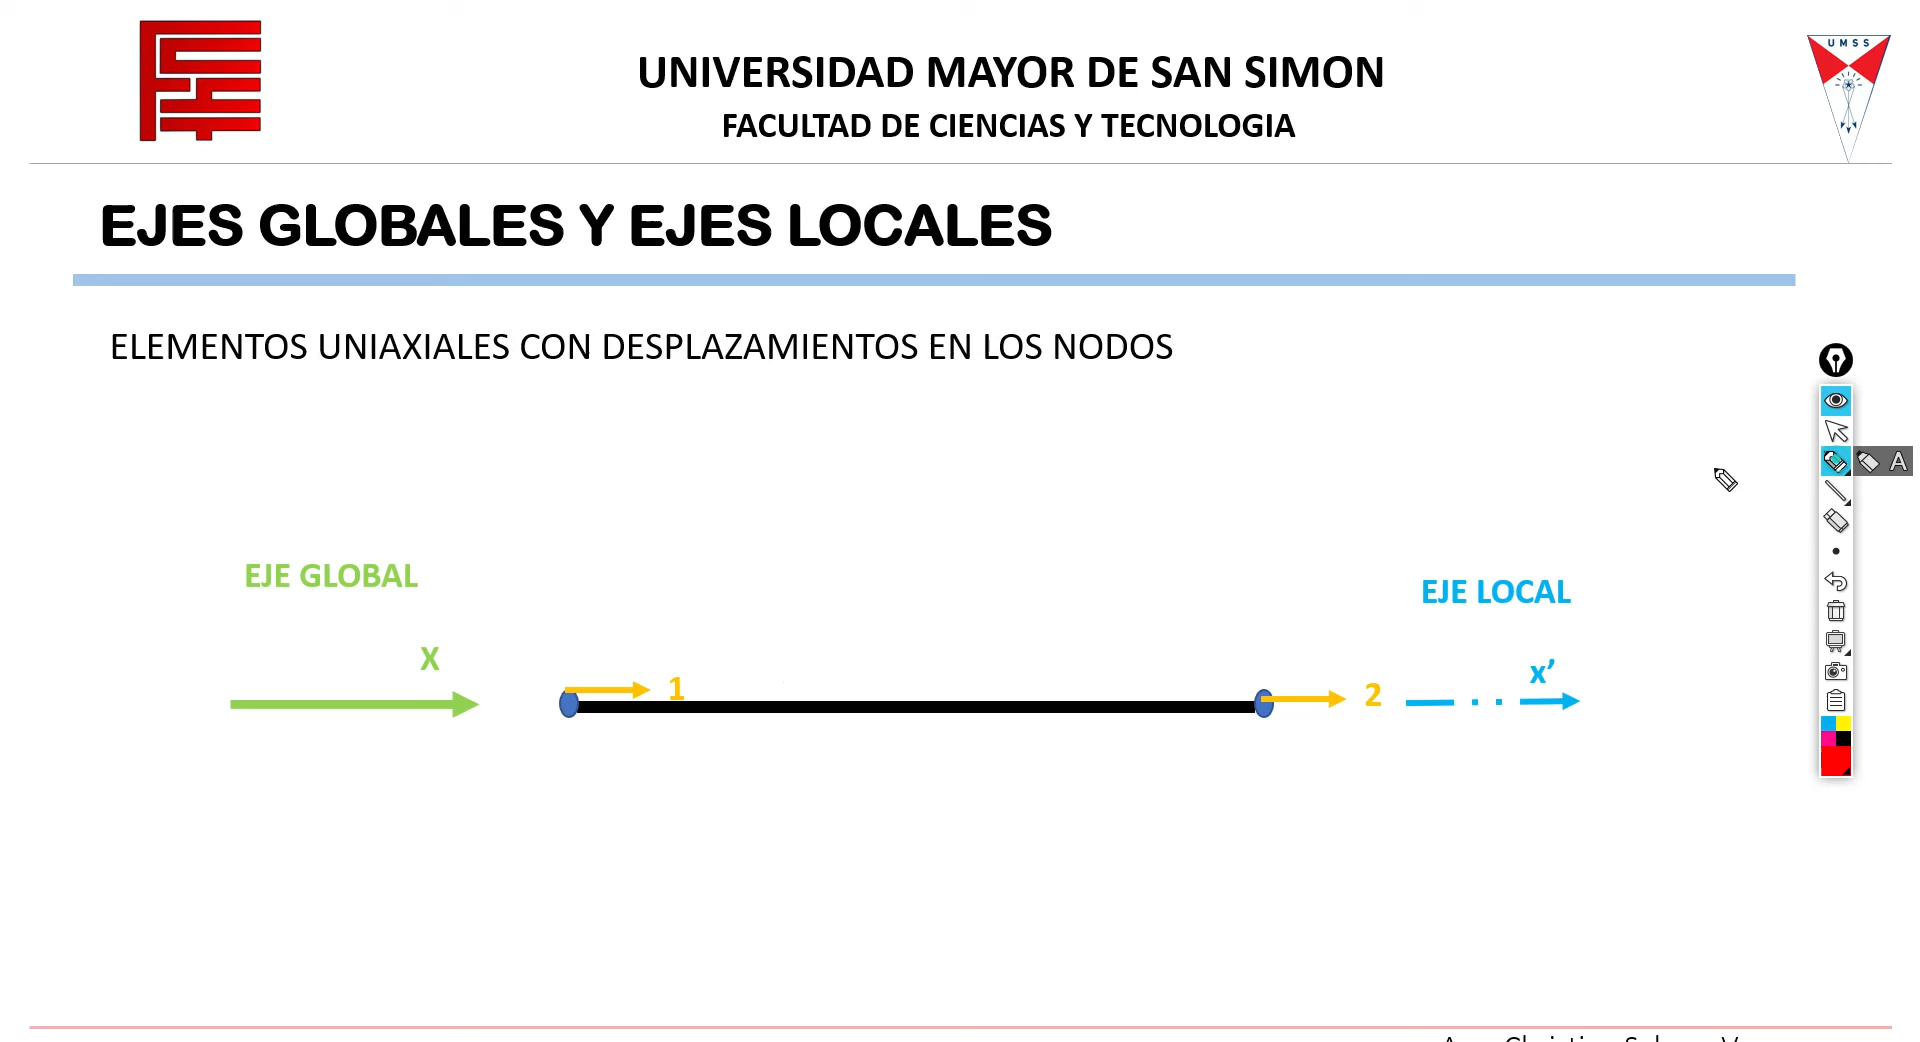 UMSS
UNIVERSIDAD MAYOR DE SAN SIMON
FACULTAD DE CIENCIAS Y TECNOLOGIA
EJES GLOBALES Y EJES LOCALES
ELEMENTOS UNIAXIALES CON DESPLAZAMIENTOS EN LOS NODOS
A
EJE GLOBAL
EJE LOCAL
X
x’
1
2